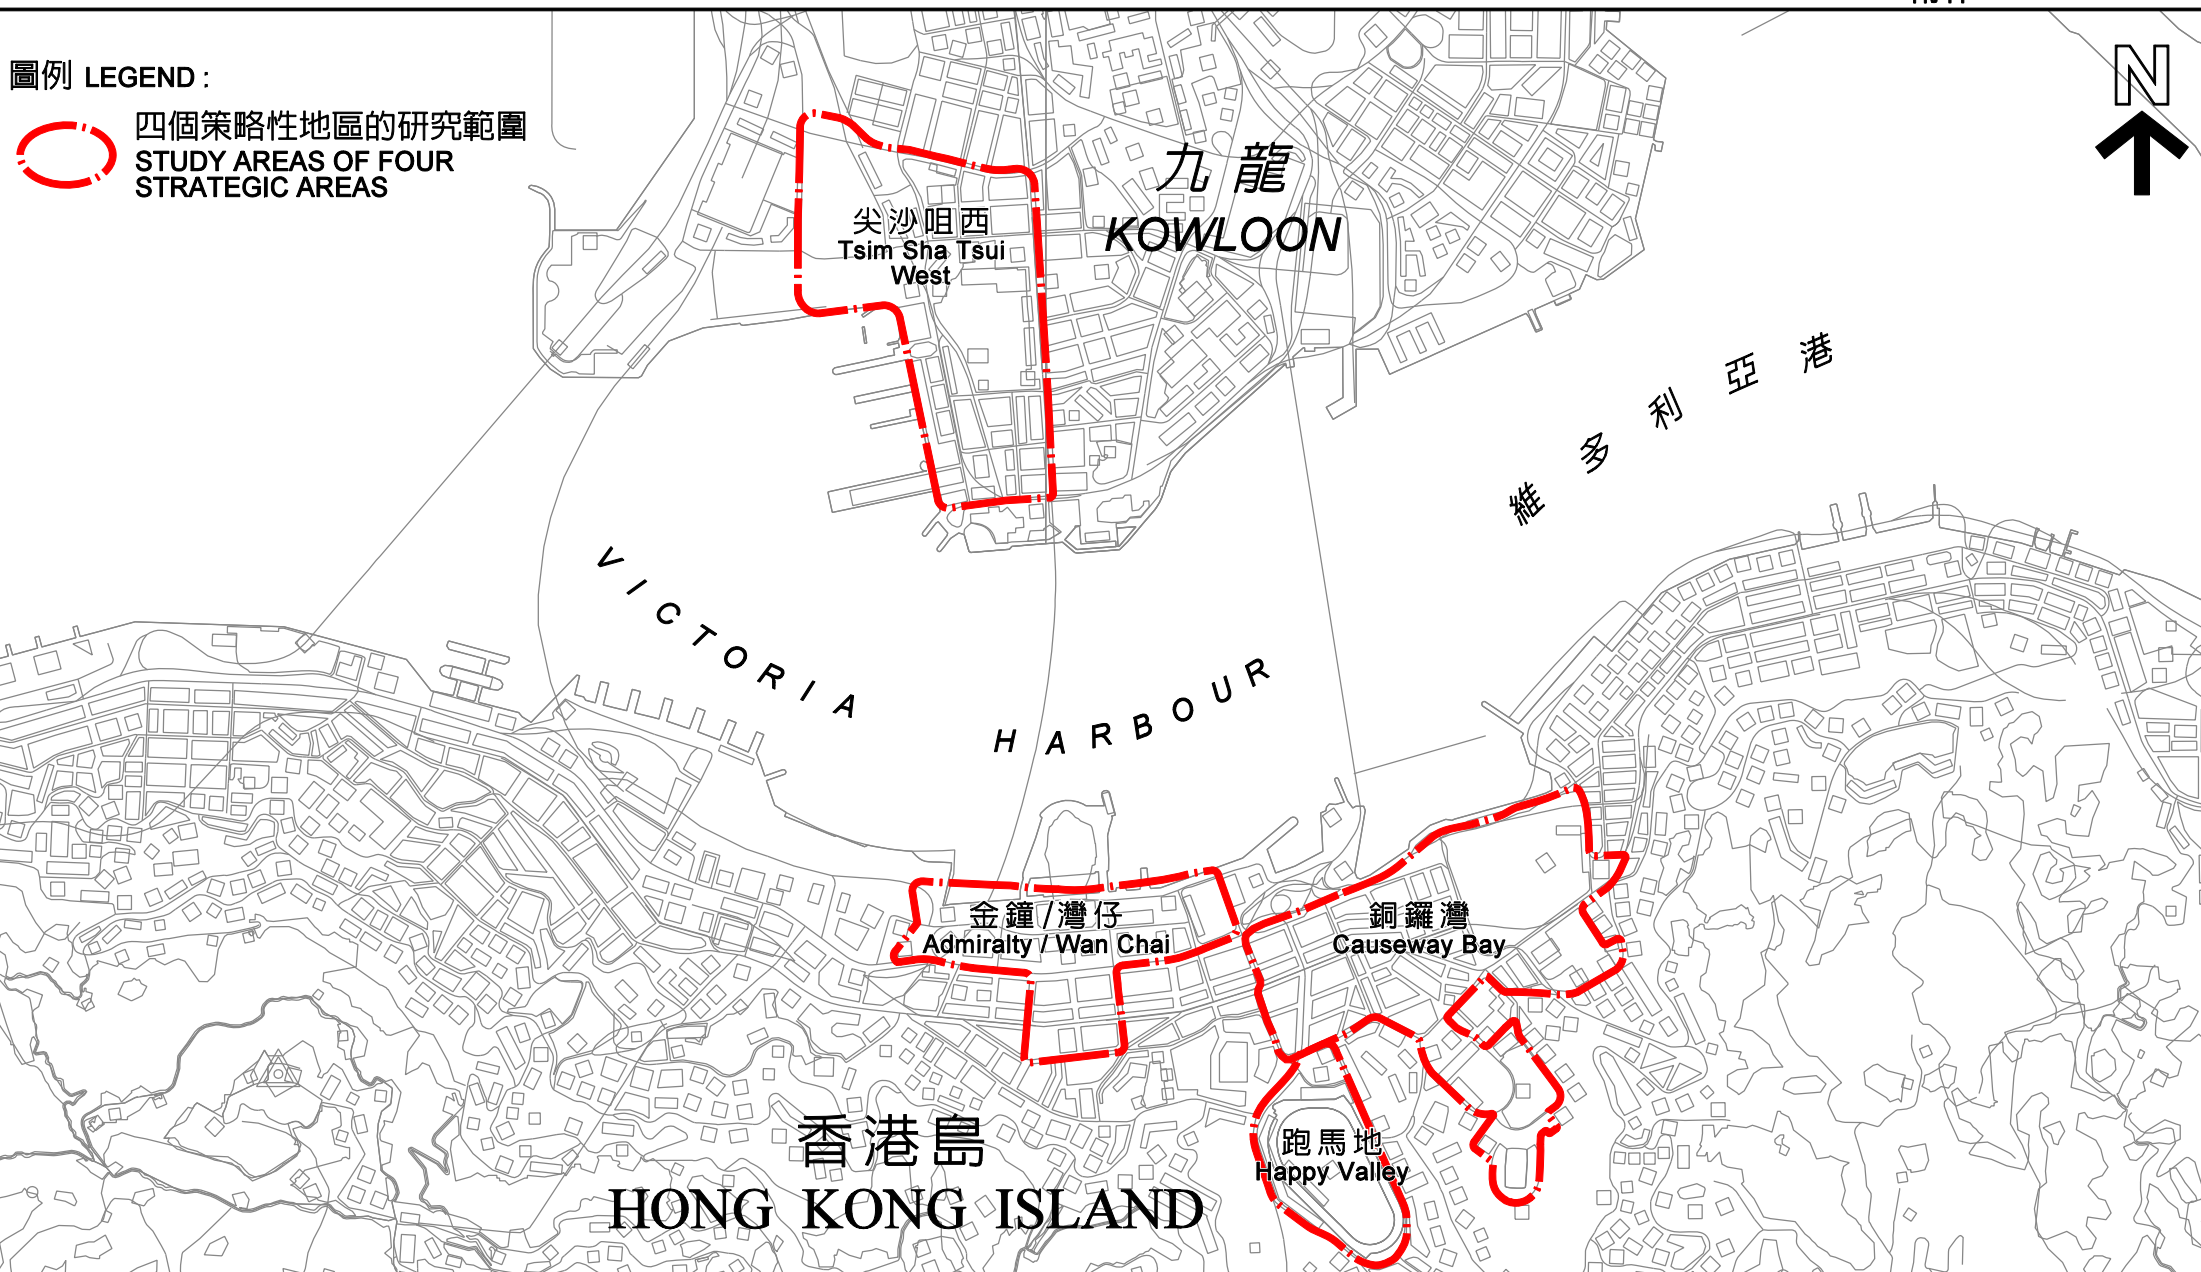 圖例 LEGEND :
四個策略性地區的研究範圍
STUDY AREAS OF FOUR
STRATEGIC AREAS
N
九龍
KOWLOON
尖沙咀西
Tsim Sha Tsui
West
維多利亞港
VICTORIA HARBOUR
金鐘/灣仔
Admiralty / Wan Chai
銅鑼灣
Causeway Bay
跑馬地
Happy Valley
香港島
HONG KONG ISLAND